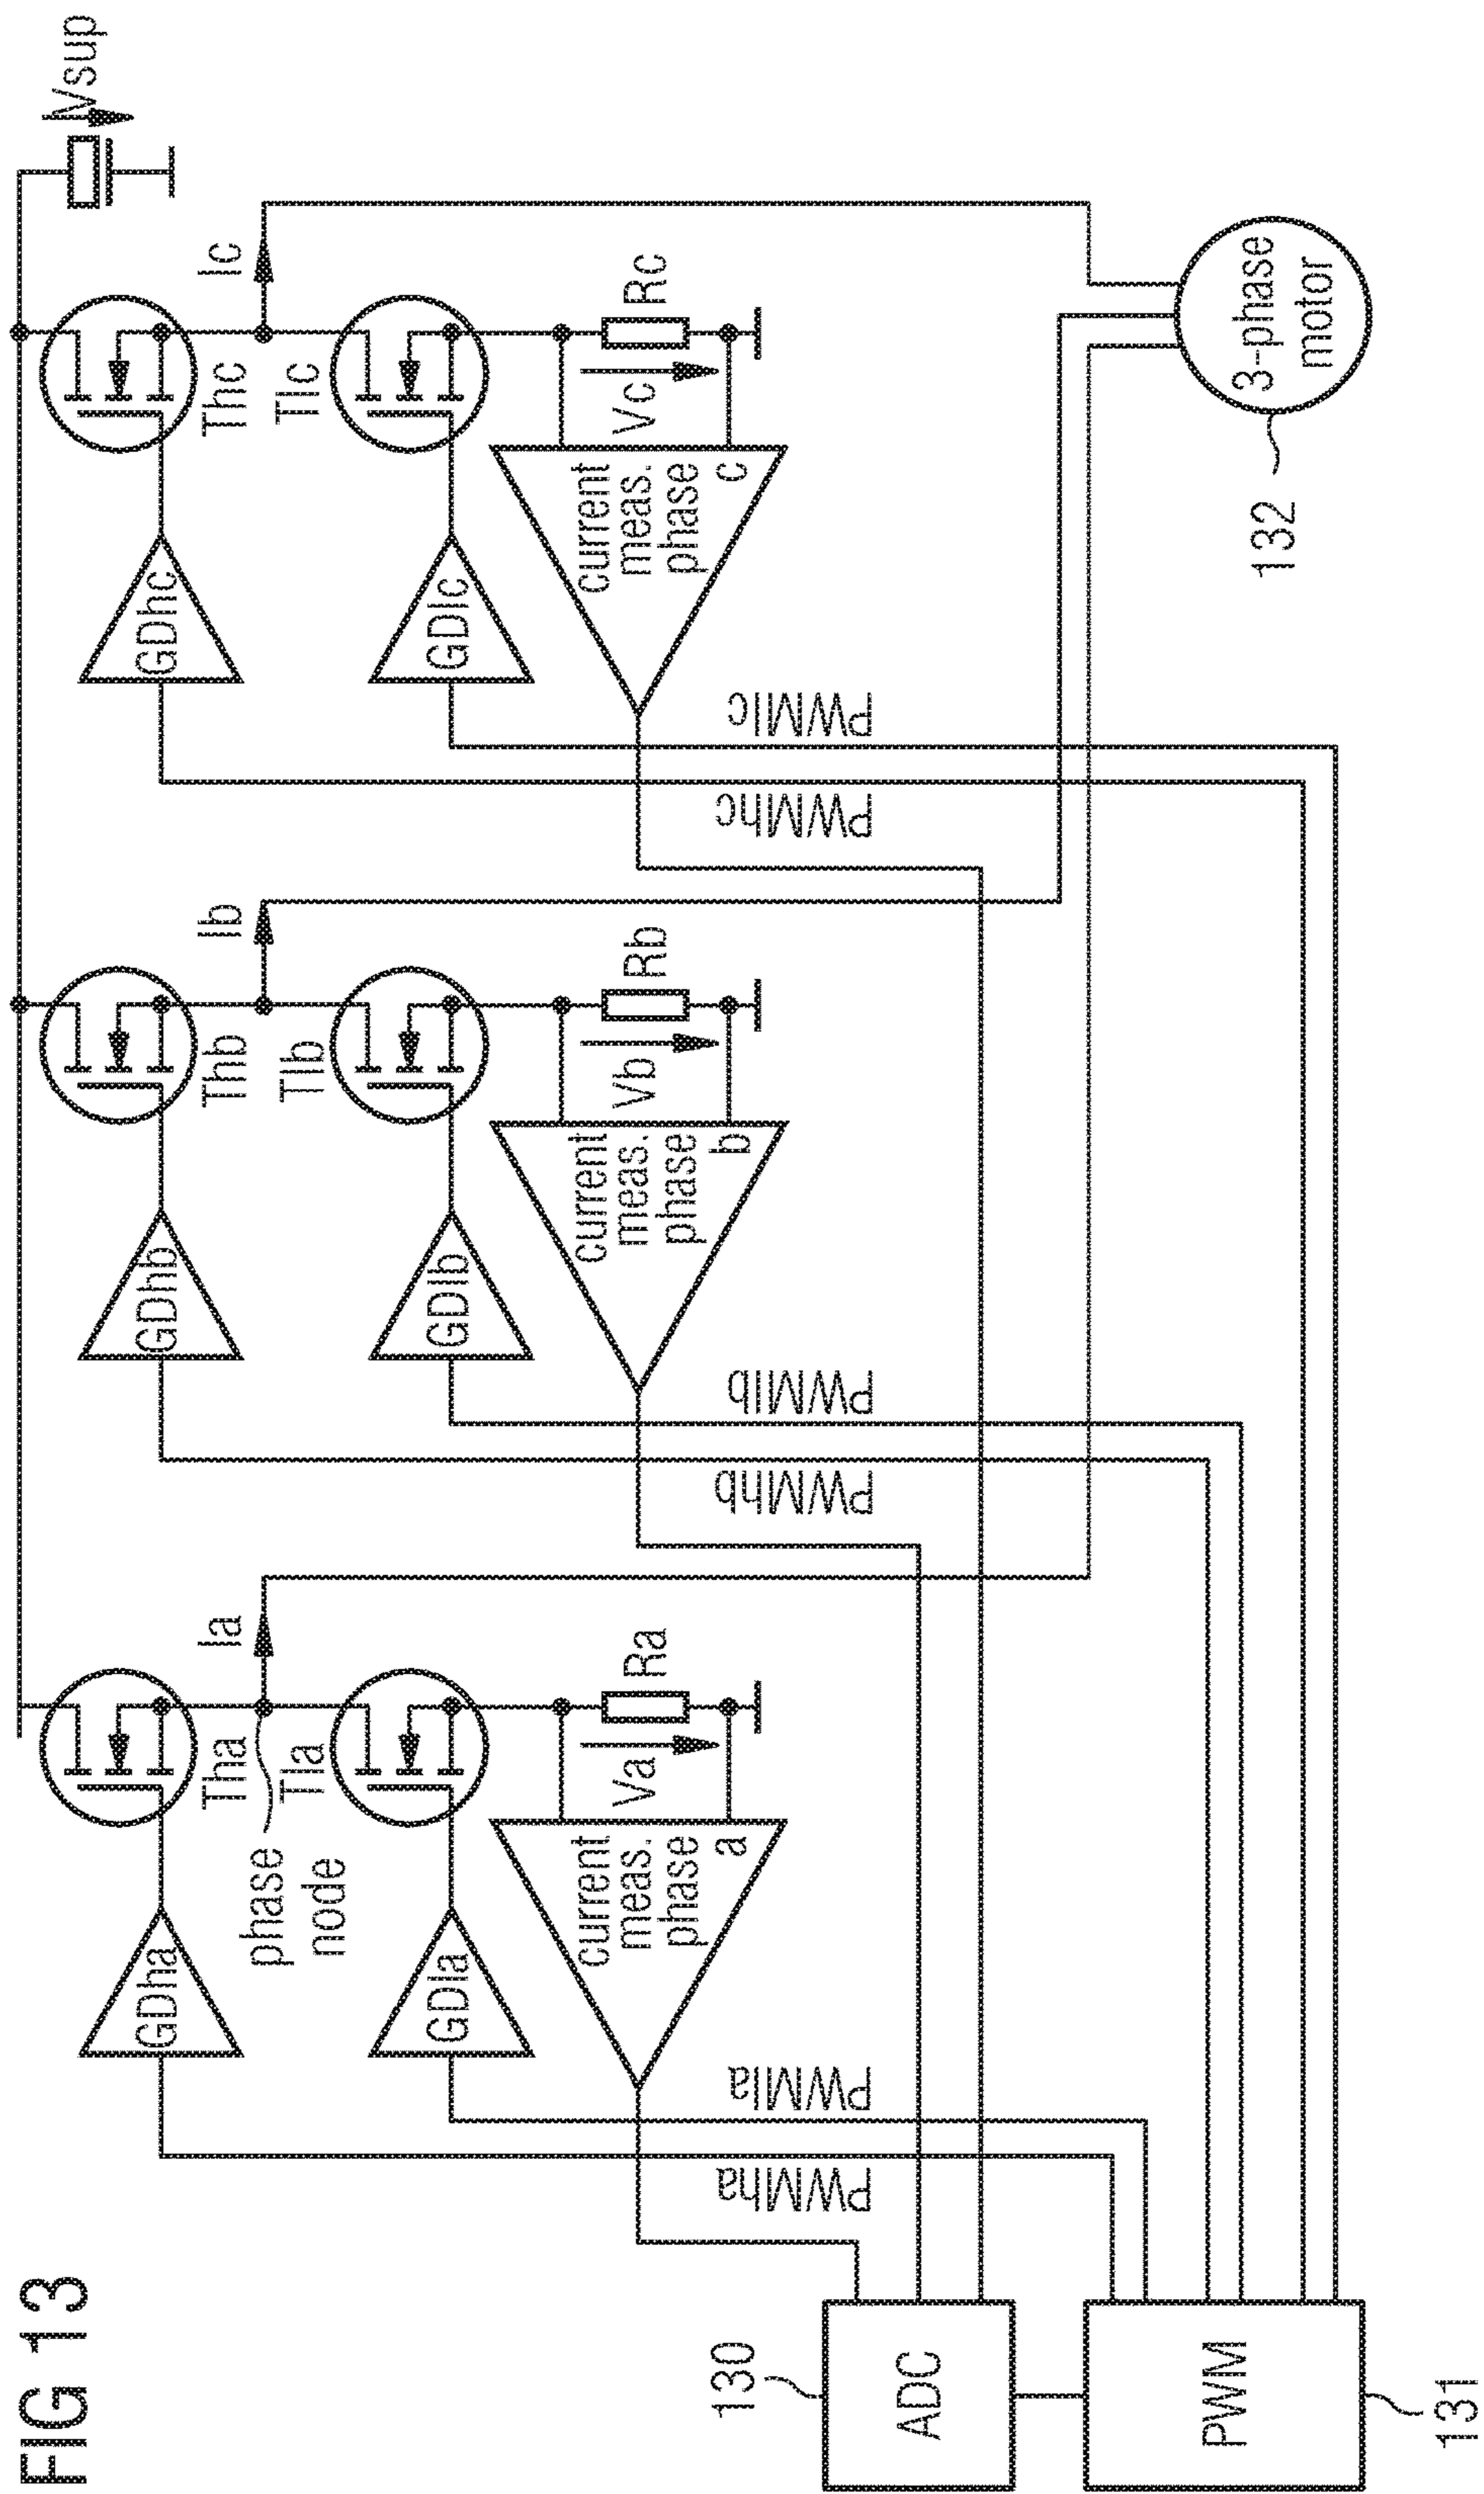 FIG 13
Vsup
GDha
Tha
Ia
phase
node
GDla
Tla
current
meas.
phase
a
Va
Ra
PWMha
PWMla
GDhb
Thb
Ib
GDlb
Tlb
current
meas.
phase
b
Vb
Rb
PWMhb
PWMlb
GDhc
Thc
Ic
GDlc
Tlc
current
meas.
phase
c
Vc
Rc
PWMhc
PWMlc
130
ADC
PWM
131
3-phase
motor
132